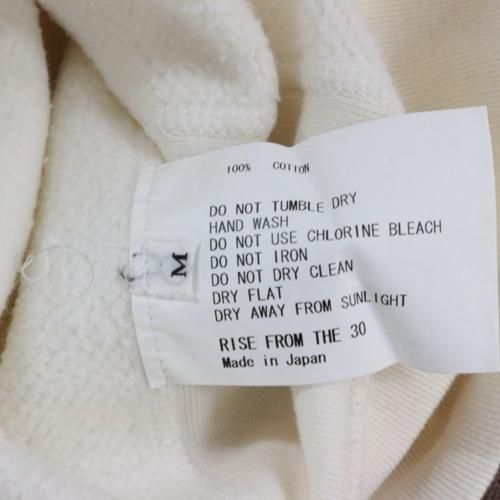 100% COTTON
DO NOT TUMBLE DRY
HAND WASH
DO NOT USE CHLORINE BLEACH
DO NOT IRON
DO NOT DRY CLEAN
DRY FLAT
DRY AWAY FROM SUNLIGHT
RISE FROM THE 30
Made in Japan
M